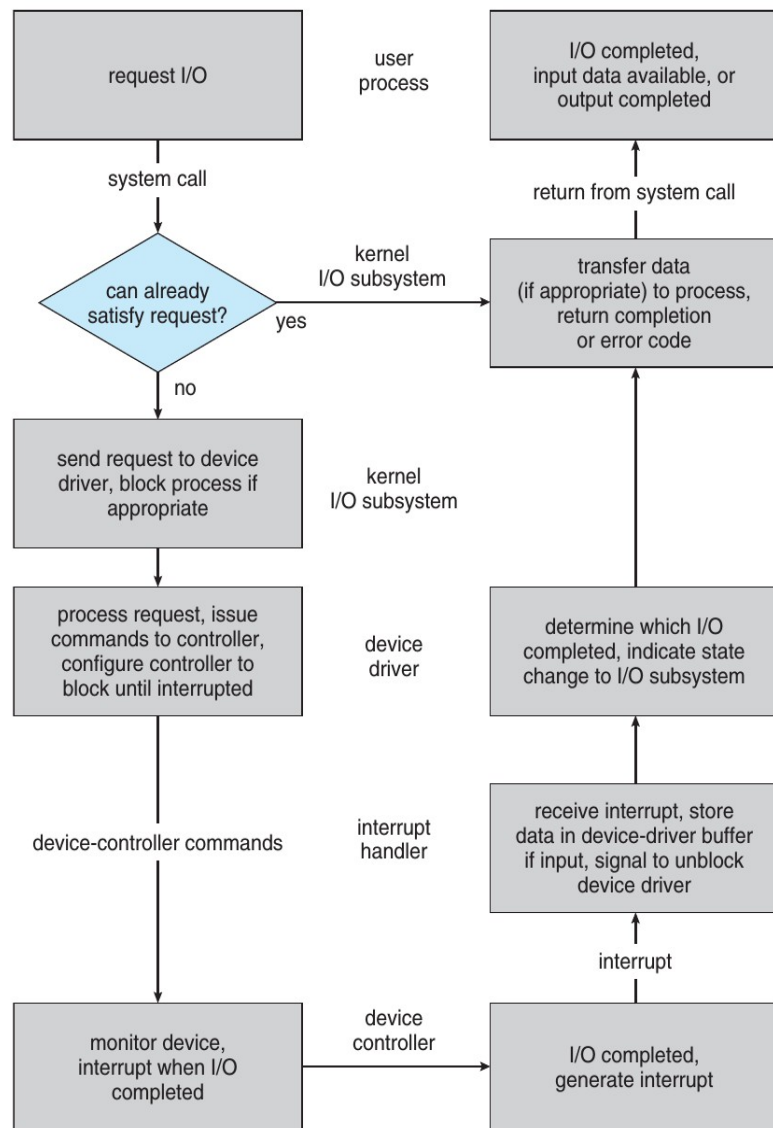 request I/O
user
process
I/O completed,
input data available, or
output completed
system call
return from system call
can already
satisfy request?
yes
no
kernel
I/O subsystem
transfer data
(if appropriate) to process,
return completion
or error code
send request to device
driver, block process if
appropriate
kernel
I/O subsystem
process request, issue
commands to controller,
configure controller to
block until interrupted
device
driver
determine which I/O
completed, indicate state
change to I/O subsystem
device-controller commands
interrupt
handler
receive interrupt, store
data in device-driver buffer
if input, signal to unblock
device driver
interrupt
monitor device,
interrupt when I/O
completed
device
controller
I/O completed,
generate interrupt